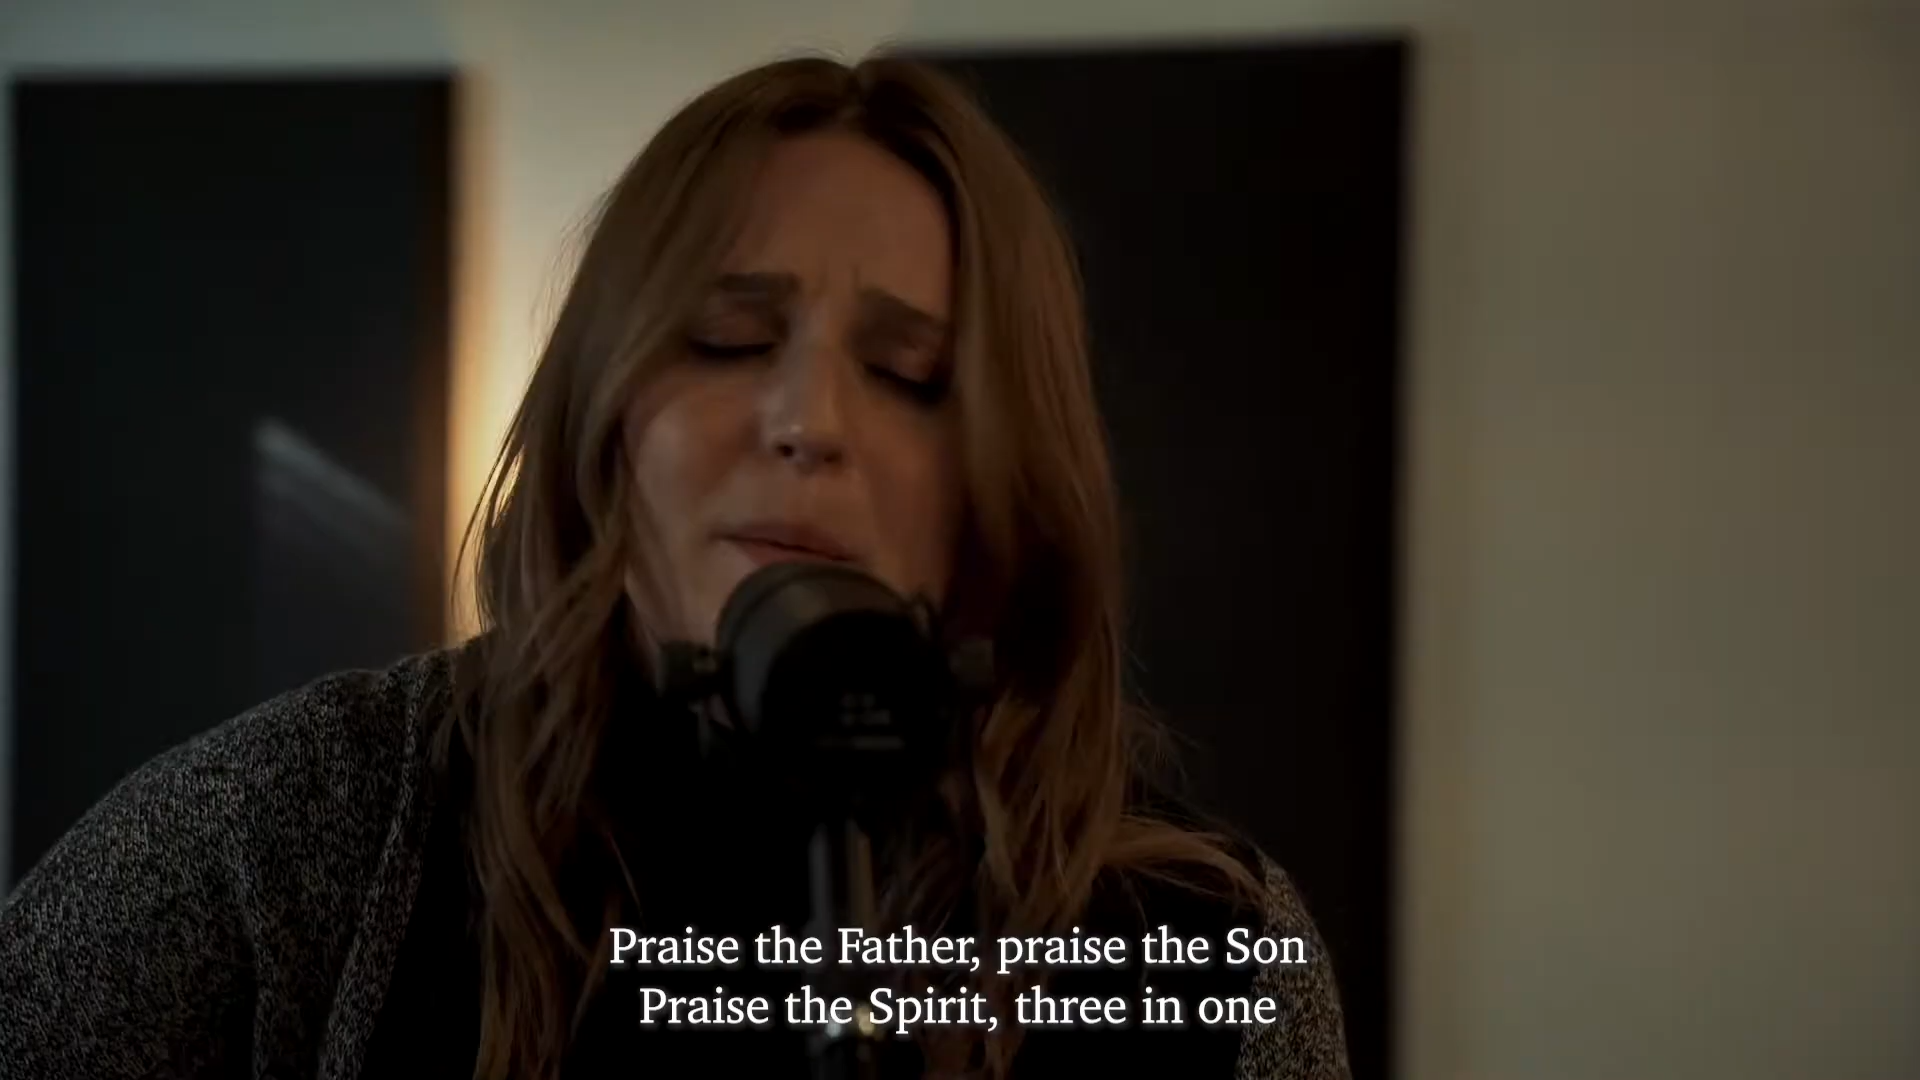 Praise the Father, praise the Son
Praise the Spirit, three in one